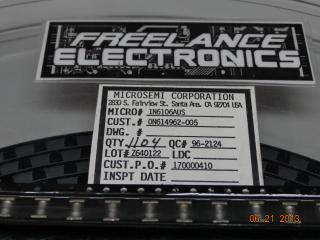 FREELANCE
ELECTRONICS
MICROSEMI CORPORATION
2830 S. Fairview St. Santa Ana, CA 92704 USA
MICRO# 1N6106AUS
CUST.# 0N614962-005
DWG. #
QTY. 1104 QC# 96-2124
LOT# Z640122 LDC
CUST.P.O.# 170000410
INSPT DATE
06 21 2013